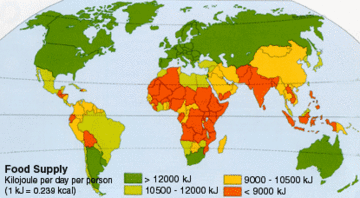 Food Supply
Kilojoule per day per person
(1 kJ = 0.239 kcal)
> 12000 kJ
10500 - 12000 kJ
9000 - 10500 kJ
< 9000 kJ